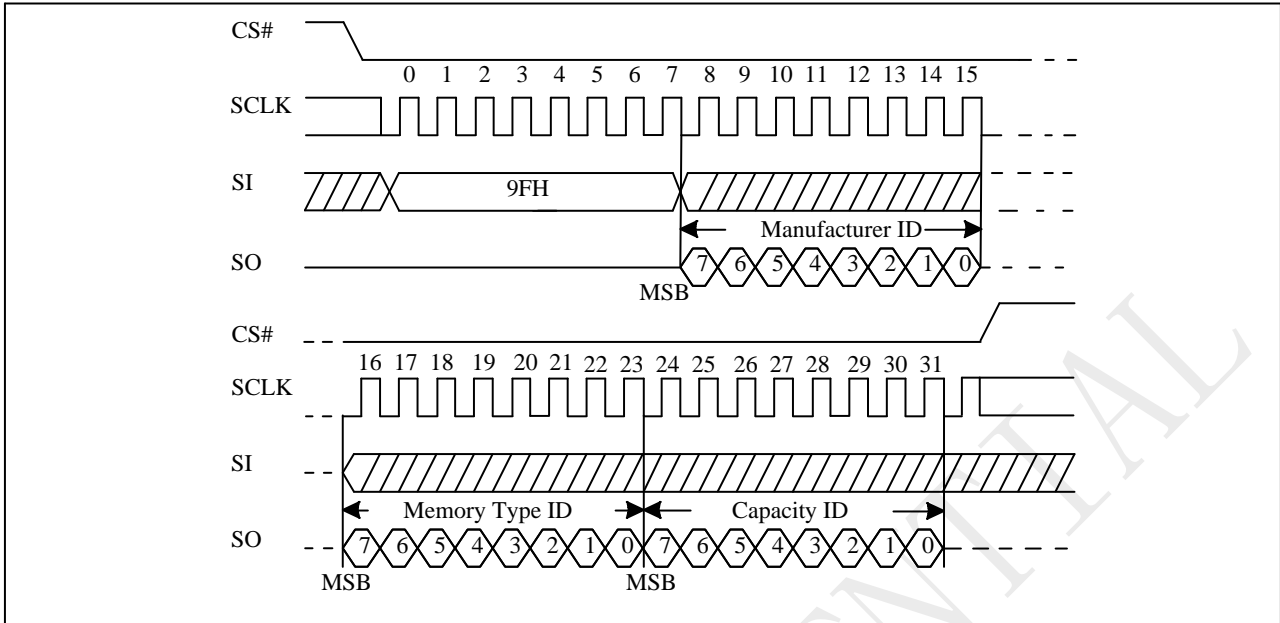 CS#
0 1 2 3 4 5 6 7 8 9 10 11 12 13 14 15
SCLK
SI
9FH
Manufacturer ID
SO
7 6 5 4 3 2 1 0
MSB
CS#
16 17 18 19 20 21 22 23 24 25 26 27 28 29 30 31
SCLK
SI
Memory Type ID Capacity ID
SO
7 6 5 4 3 2 1 0 7 6 5 4 3 2 1 0
MSB MSB
NTIAL